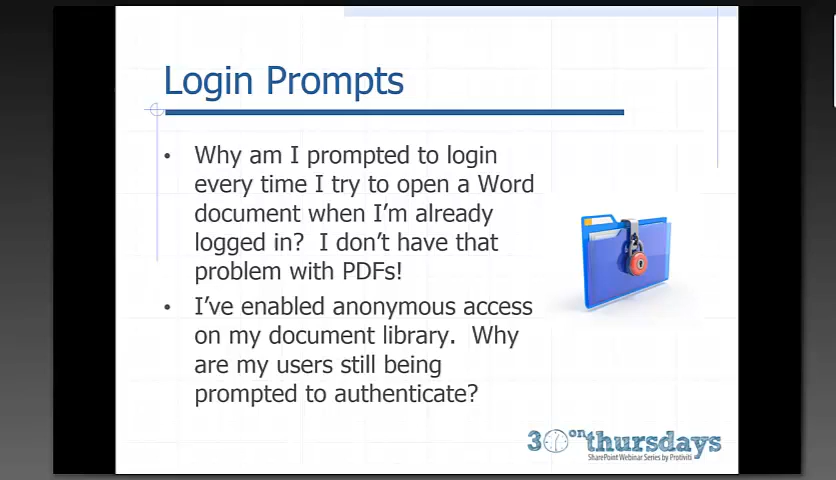 Login Prompts
• Why am I prompted to login
every time I try to open a Word
document when I'm already
logged in?  I don't have that
problem with PDFs!
• I've enabled anonymous access
on my document library.  Why
are my users still being
prompted to authenticate?
30 on thursdays
SharePoint Webinar Series by Protiviti